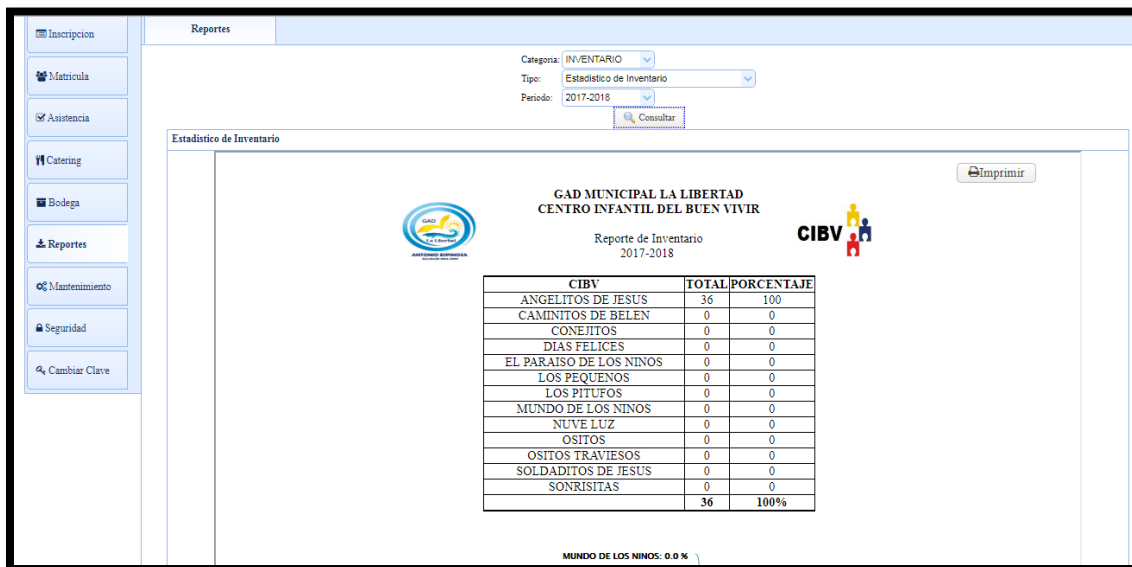 Inscripcion
Matricula
Asistencia
Catering
Bodega
Reportes
Mantenimiento
Seguridad
Cambiar Clave
Reportes
Categoria: INVENTARIO
Tipo: Estadistico de Inventario
Periodo: 2017-2018
Consultar
Estadistico de Inventario
Imprimir
GAD MUNICIPAL LA LIBERTAD
CENTRO INFANTIL DEL BUEN VIVIR
Reporte de Inventario
2017-2018
GAD
La Libertad
ANTONIO ESPINOZA
CIBV
CIBV TOTAL PORCENTAJE
ANGELITOS DE JESUS 36 100
CAMINITOS DE BELEN 0 0
CONEJITOS 0 0
DIAS FELICES 0 0
EL PARAISO DE LOS NINOS 0 0
LOS PEQUENOS 0 0
LOS PITUFOS 0 0
MUNDO DE LOS NINOS 0 0
NUVE LUZ 0 0
OSITOS 0 0
OSITOS TRAVIESOS 0 0
SOLDADITOS DE JESUS 0 0
SONRISITAS 0 0
36 100%
MUNDO DE LOS NINOS: 0.0 %